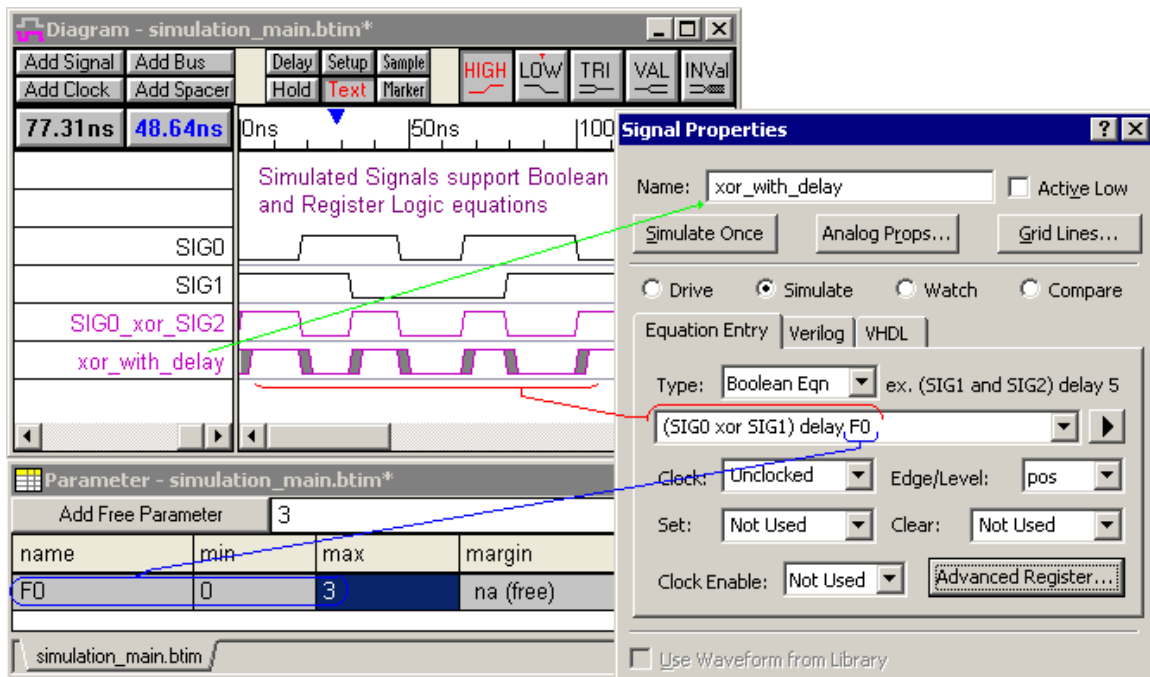 Diagram - simulation_main.btim*
Add Signal Add Bus Delay Setup Sample HIGH LOW TRI VAL INVal
Add Clock Add Spacer Hold Text Marker
77.31ns 48.64ns 0ns 50ns 100
Simulated Signals support Boolean
and Register Logic equations
SIG0
SIG1
SIG0_xor_SIG2
xor_with_delay
Parameter - simulation_main.btim*
Add Free Parameter 3
name min max margin
F0 0 3 na (free)
simulation_main.btim
Signal Properties
Name: xor_with_delay Active Low
Simulate Once Analog Props... Grid Lines...
Drive Simulate Watch Compare
Equation Entry Verilog VHDL
Type: Boolean Eqn ex. (SIG1 and SIG2) delay 5
(SIG0 xor SIG1) delay F0
Clock: Unclocked Edge/Level: pos
Set: Not Used Clear: Not Used
Clock Enable: Not Used Advanced Register...
Use Waveform from Library